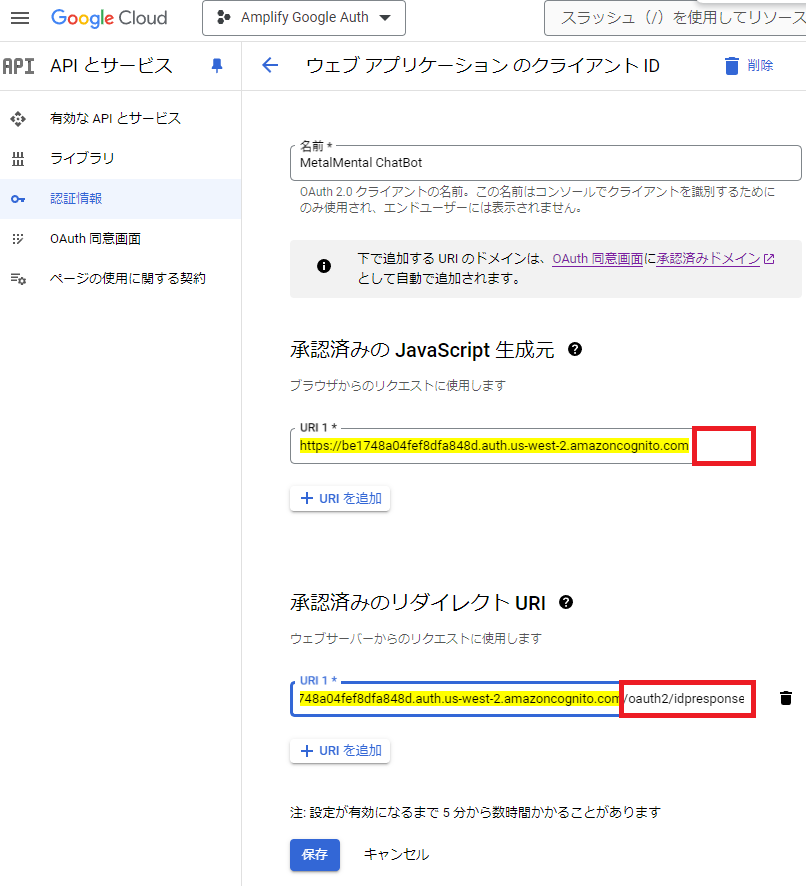 Google Cloud
Amplify Google Auth
スラッシュ（/）を使用してリソース
API
API とサービス
ウェブ アプリケーション のクライアント ID
削除
有効な API とサービス
ライブラリ
認証情報
OAuth 同意画面
ページの使用に関する契約
名前 *
MetalMental ChatBot
OAuth 2.0 クライアントの名前。この名前はコンソールでクライアントを識別するために
のみ使用され、エンドユーザーには表示されません。
下で追加する URI のドメインは、OAuth 同意画面に承認済みドメイン
として自動で追加されます。
承認済みの JavaScript 生成元
ブラウザからのリクエストに使用します
URI 1 *
https://be1748a04fef8dfa848d.auth.us-west-2.amazoncognito.com
URI を追加
承認済みのリダイレクト URI
ウェブサーバーからのリクエストに使用します
URI 1 *
748a04fef8dfa848d.auth.us-west-2.amazoncognito.com/oauth2/idpresponse
URI を追加
注: 設定が有効になるまで 5 分から数時間かかることがあります
保存
キャンセル